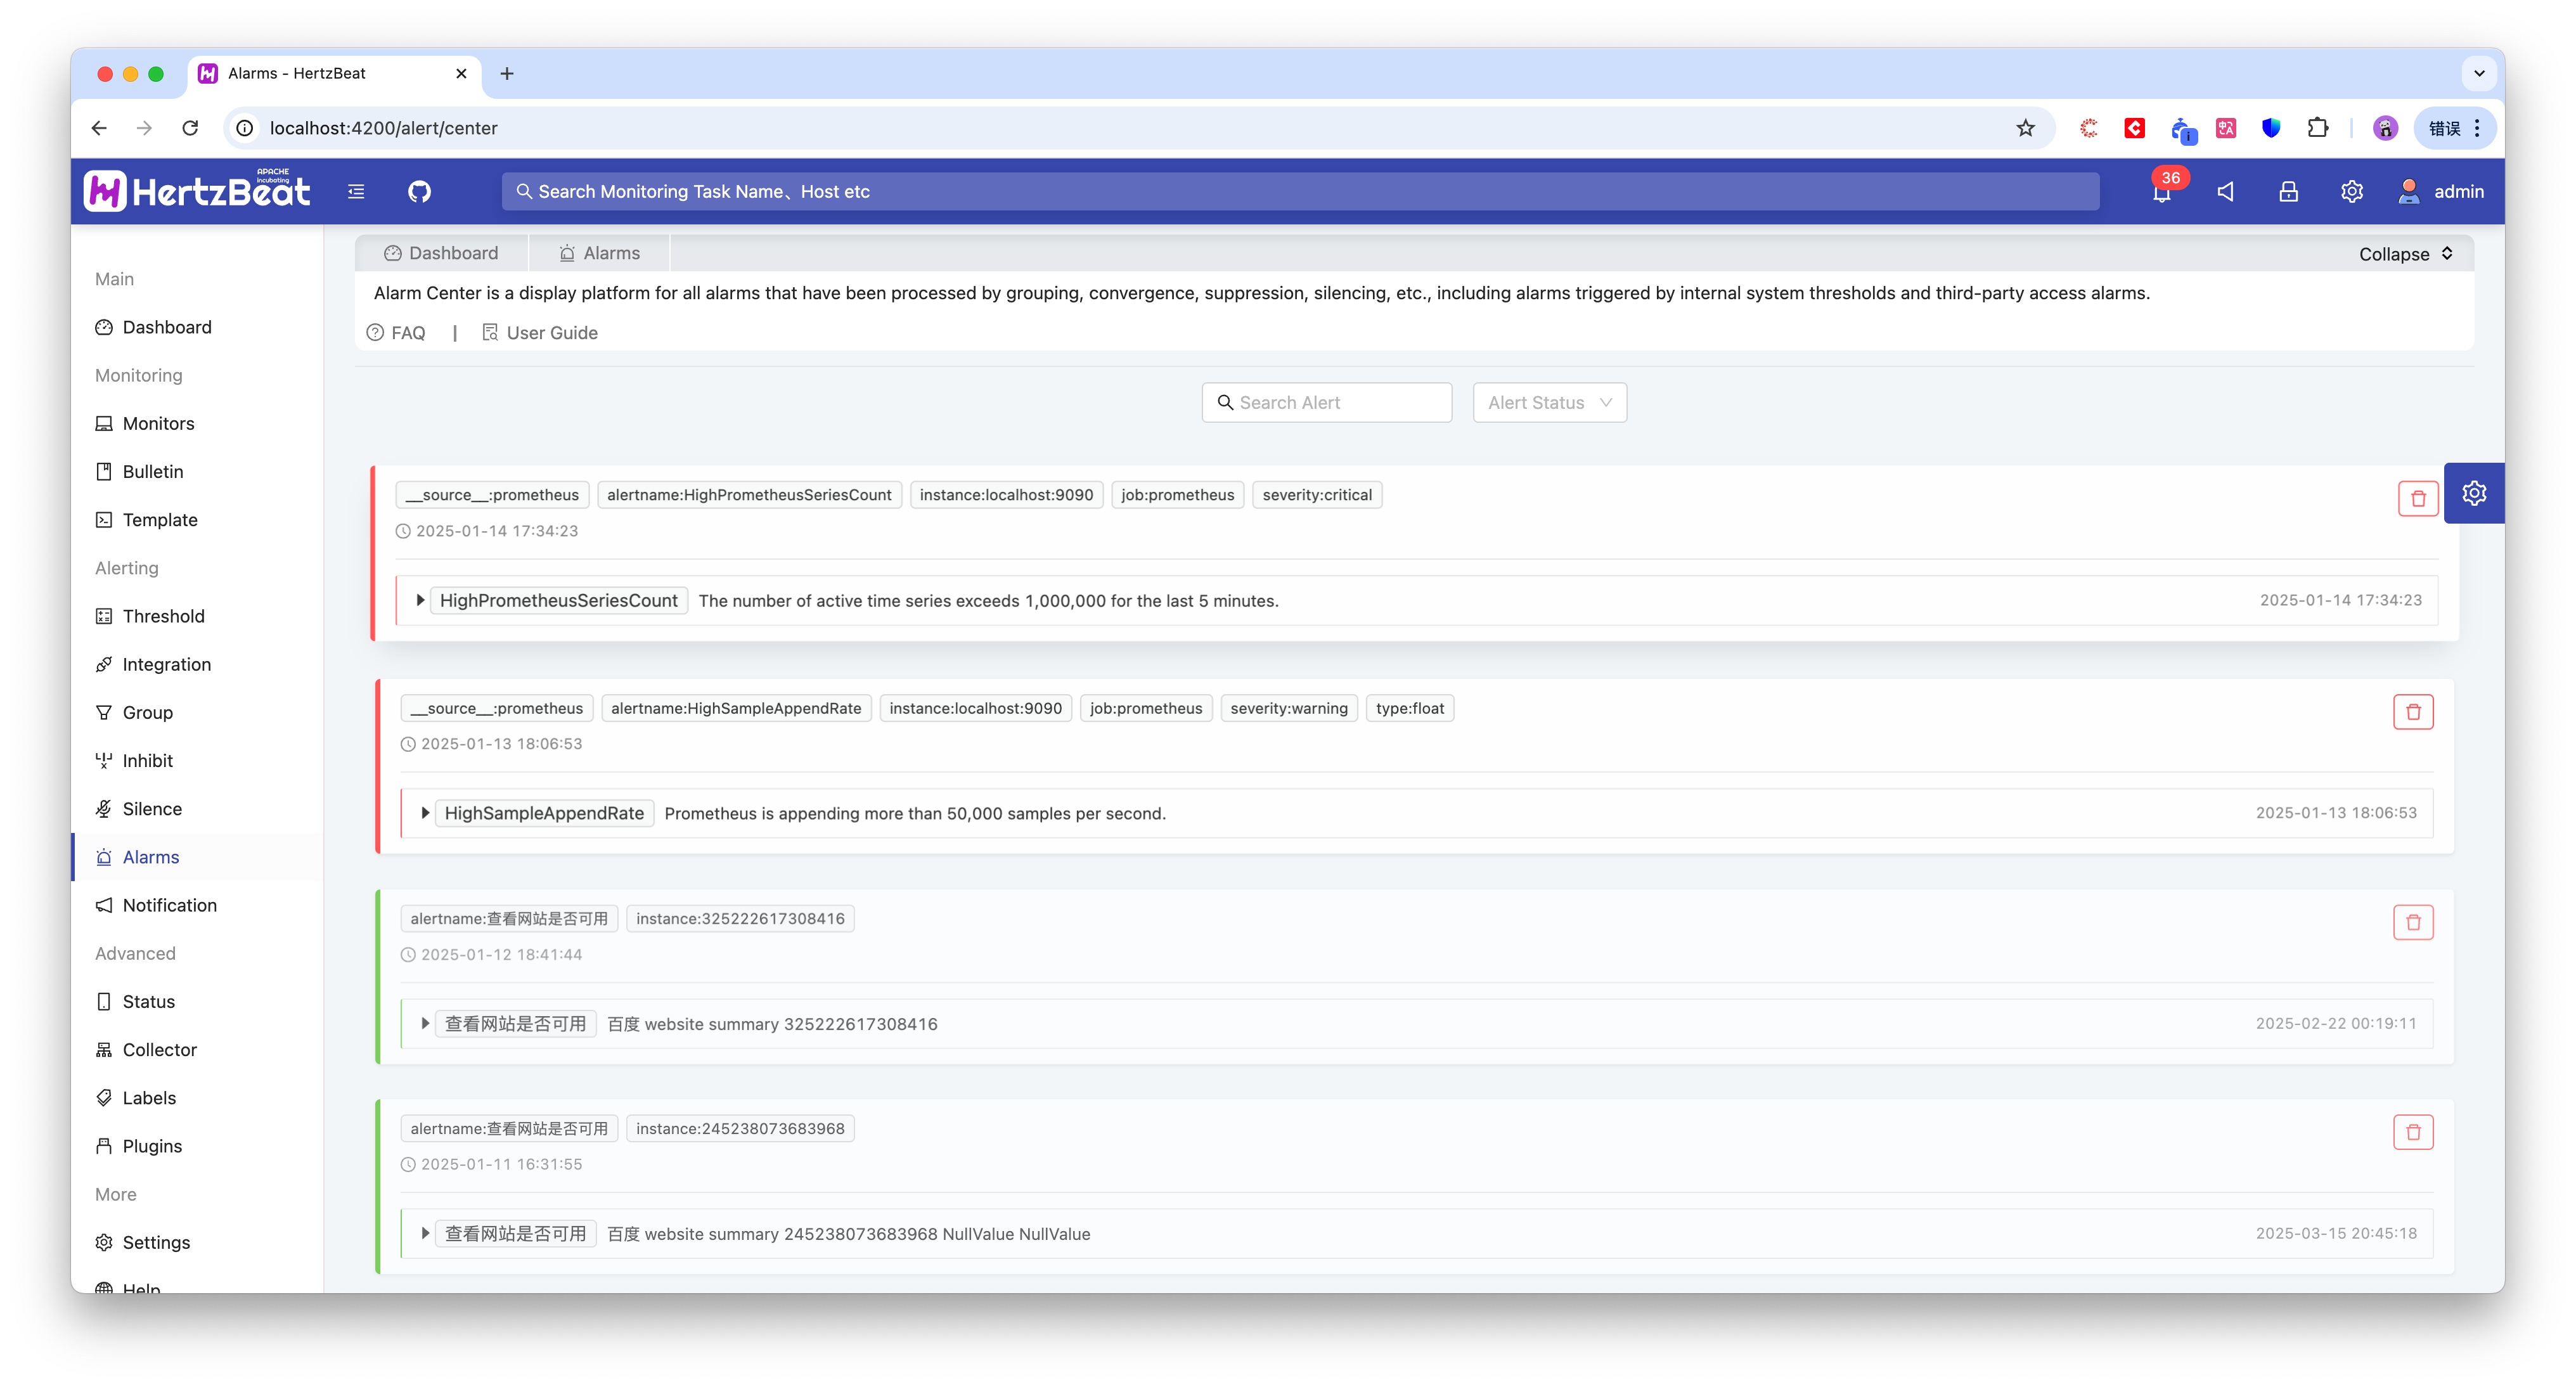 Alarms - HertzBeat
localhost:4200/alert/center
错误
HertzBeat
APACHE
incubating
Search Monitoring Task Name、Host etc
36
admin
Main
Dashboard
Monitoring
Monitors
Bulletin
Template
Alerting
Threshold
Integration
Group
Inhibit
Silence
Alarms
Notification
Advanced
Status
Collector
Labels
Plugins
More
Settings
Help
Dashboard
Alarms
Collapse
Alarm Center is a display platform for all alarms that have been processed by grouping, convergence, suppression, silencing, etc., including alarms triggered by internal system thresholds and third-party access alarms.
FAQ | User Guide
Search Alert
Alert Status
__source__:prometheus alertname:HighPrometheusSeriesCount instance:localhost:9090 job:prometheus severity:critical
2025-01-14 17:34:23
HighPrometheusSeriesCount The number of active time series exceeds 1,000,000 for the last 5 minutes. 2025-01-14 17:34:23
__source__:prometheus alertname:HighSampleAppendRate instance:localhost:9090 job:prometheus severity:warning type:float
2025-01-13 18:06:53
HighSampleAppendRate Prometheus is appending more than 50,000 samples per second. 2025-01-13 18:06:53
alertname:查看网站是否可用 instance:325222617308416
2025-01-12 18:41:44
查看网站是否可用 百度 website summary 325222617308416 2025-02-22 00:19:11
alertname:查看网站是否可用 instance:245238073683968
2025-01-11 16:31:55
查看网站是否可用 百度 website summary 245238073683968 NullValue NullValue 2025-03-15 20:45:18